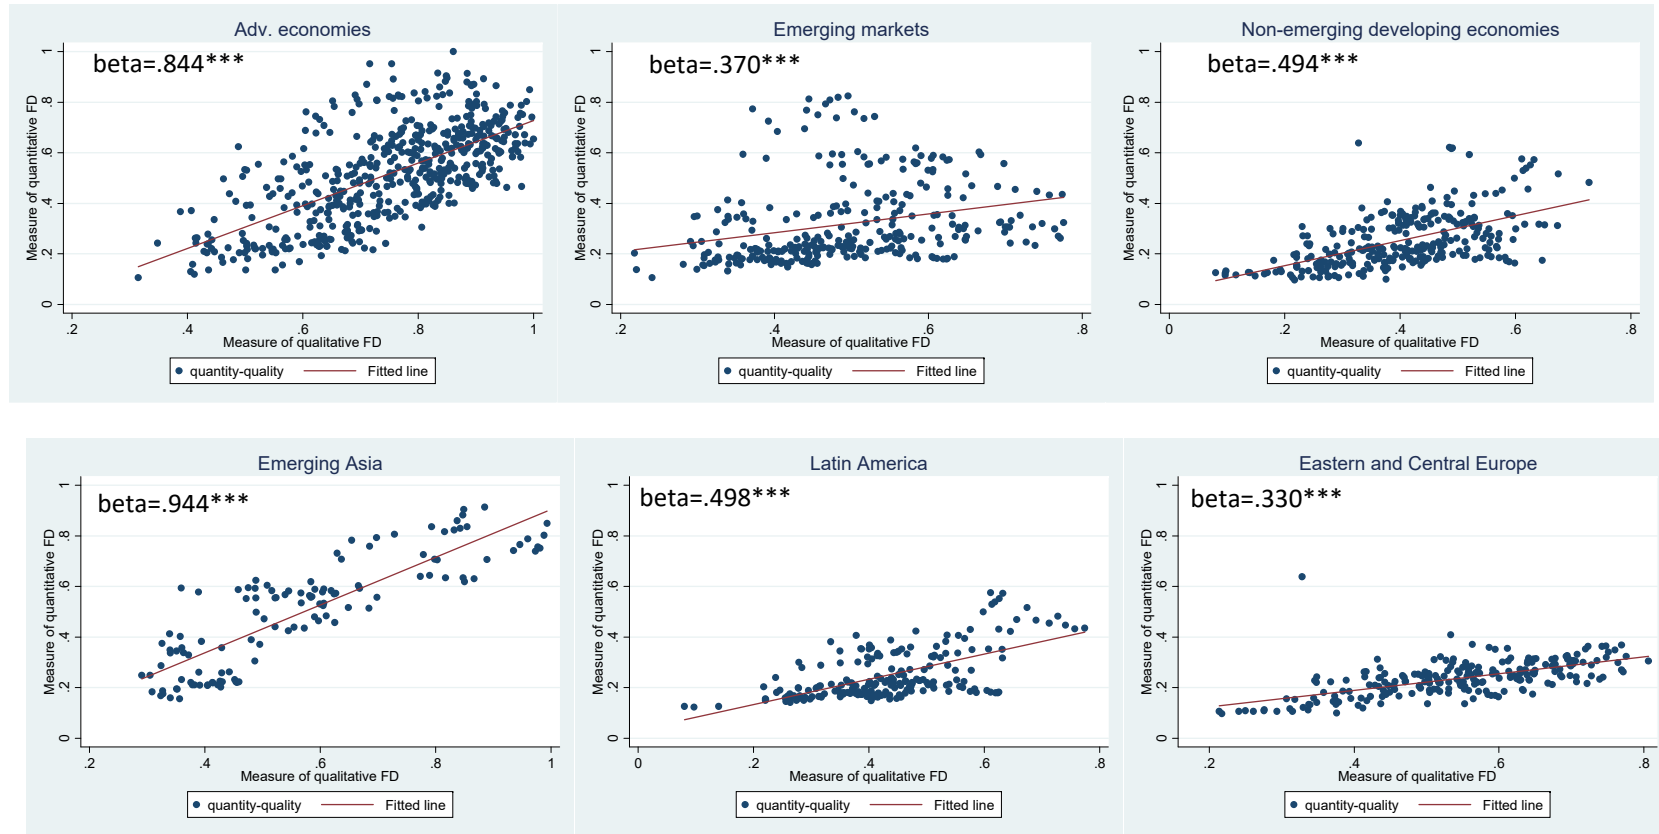 Adv. economies
beta=.844***
Measure of quantitative FD
0 .2 .4 .6 .8 1
.2 .4 .6 .8 1
Measure of qualitative FD
quantity-quality Fitted line
Emerging markets
beta=.370***
Measure of quantitative FD
0 .2 .4 .6 .8 1
.2 .4 .6 .8
Measure of qualitative FD
quantity-quality Fitted line
Non-emerging developing economies
beta=.494***
Measure of quantitative FD
0 .2 .4 .6 .8 1
0 .2 .4 .6 .8
Measure of qualitative FD
quantity-quality Fitted line
Emerging Asia
beta=.944***
Measure of quantitative FD
0 .2 .4 .6 .8 1
.2 .4 .6 .8 1
Measure of qualitative FD
quantity-quality Fitted line
Latin America
beta=.498***
Measure of quantitative FD
0 .2 .4 .6 .8 1
0 .2 .4 .6 .8
Measure of qualitative FD
quantity-quality Fitted line
Eastern and Central Europe
beta=.330***
Measure of quantitative FD
0 .2 .4 .6 .8 1
.2 .4 .6 .8
Measure of qualitative FD
quantity-quality Fitted line